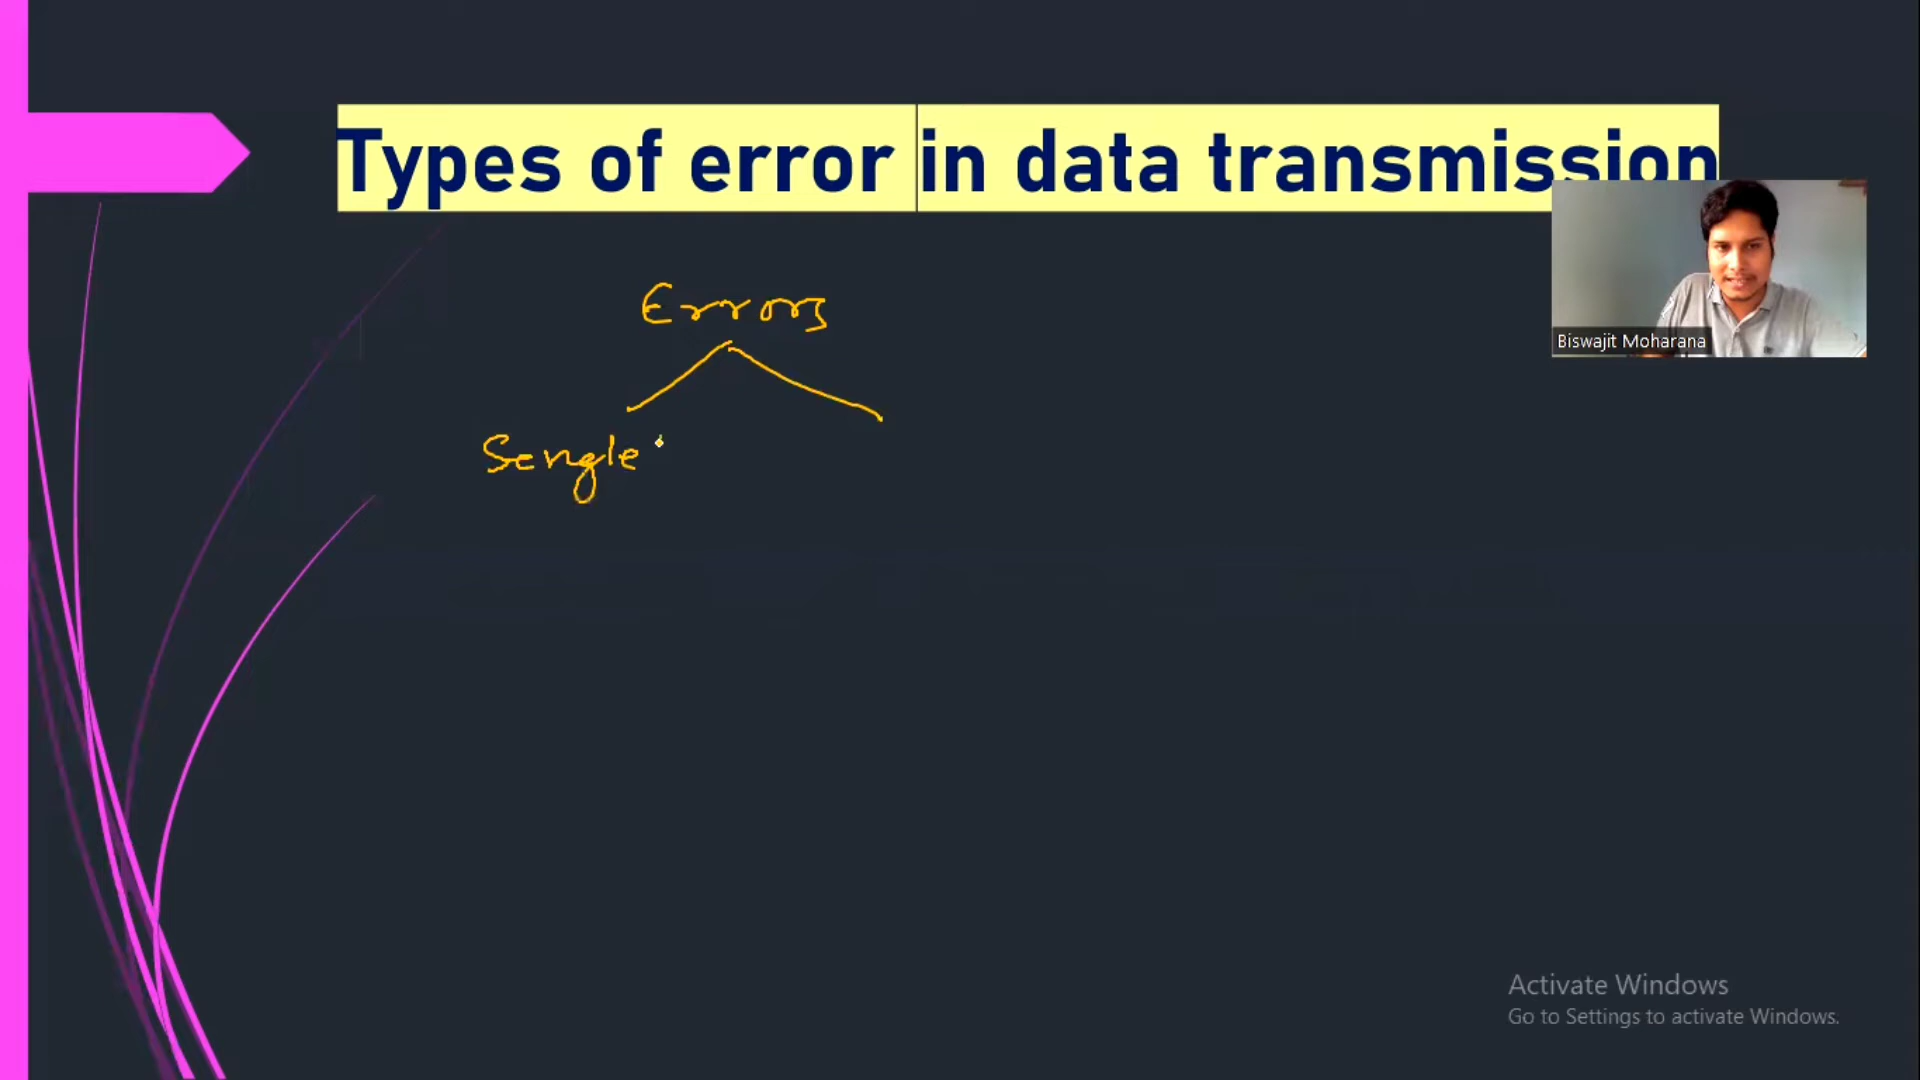 Types of error in data transmission
Biswajit Moharana
Errors
Single
Activate Windows
Go to Settings to activate Windows.